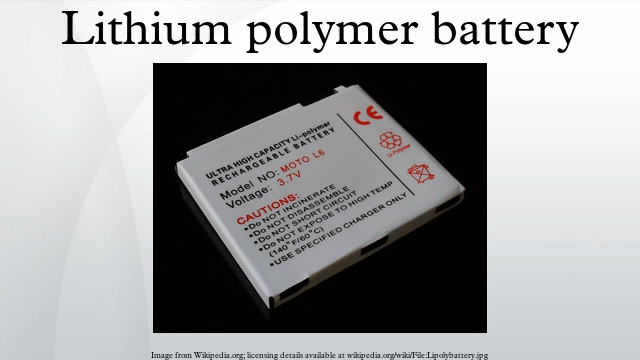 Lithium polymer battery
ULTRA HIGH CAPACITY Li-polymer
RECHARGEABLE BATTERY
Model NO: MOTO L6
Voltage: 3.7V
CAUTIONS:
•Do NOT INCINERATE
•Do NOT DISASSEMBLE
•Do NOT SHORT CIRCUIT
•Do NOT EXPOSE TO HIGH TEMP
(140°F/60°C)
•USE SPECIFIED CHARGER ONLY
CE
Li-Polymer
Image from Wikipedia.org; licensing details available at wikipedia.org/wiki/File:Lipolybattery.jpg